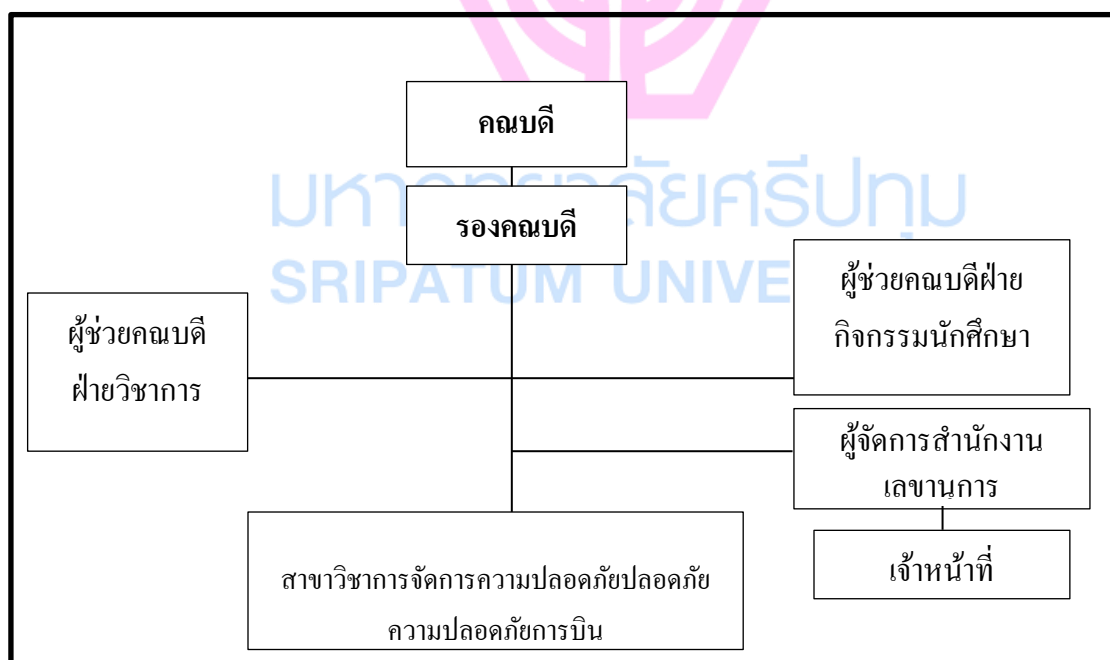 คณบดี
มหาวิทยาลัยศรีปทุม
รองคณบดี
SRIPATUM UNIVE
ผู้ช่วยคณบดีฝ่าย
กิจกรรมนักศึกษา
ผู้ช่วยคณบดี
ฝ่ายวิชาการ
ผู้จัดการสำนักงาน
เลขานุการ
เจ้าหน้าที่
สาขาวิชาการจัดการความปลอดภัยปลอดภัย
ความปลอดภัยการบิน